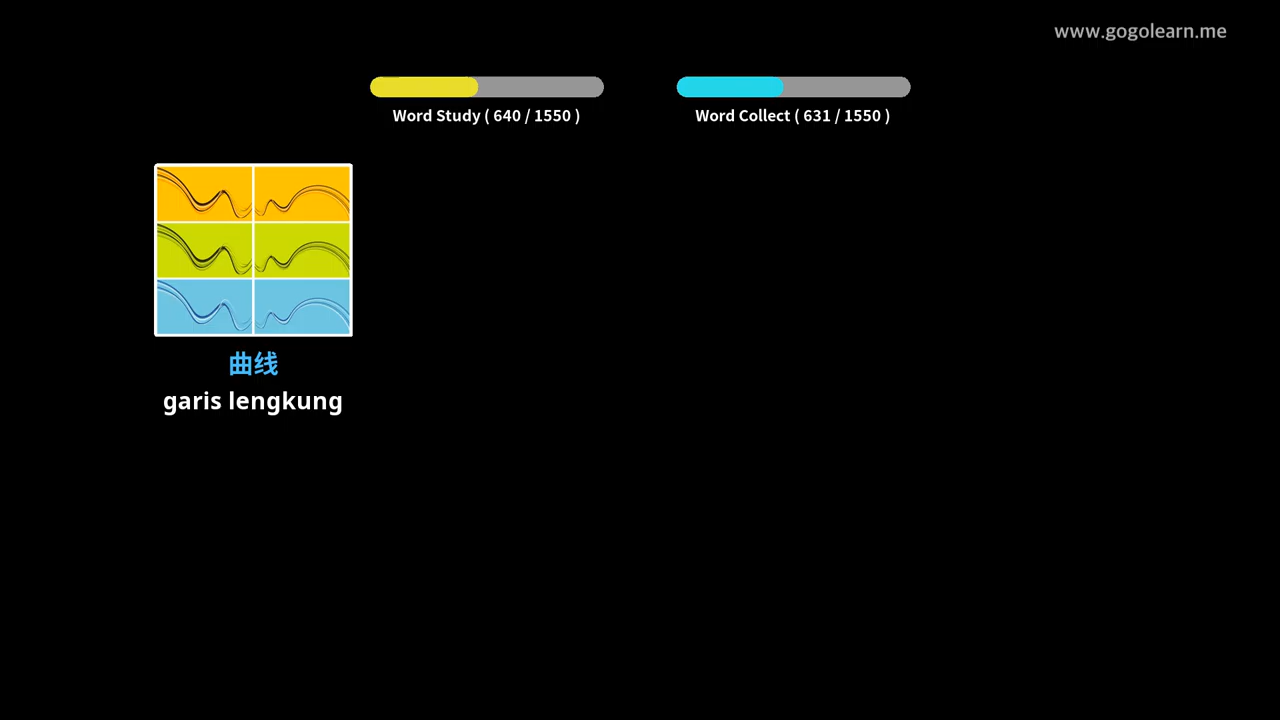 www.gogolearn.me
Word Study ( 640 / 1550 )
Word Collect ( 631 / 1550 )
曲线
garis lengkung